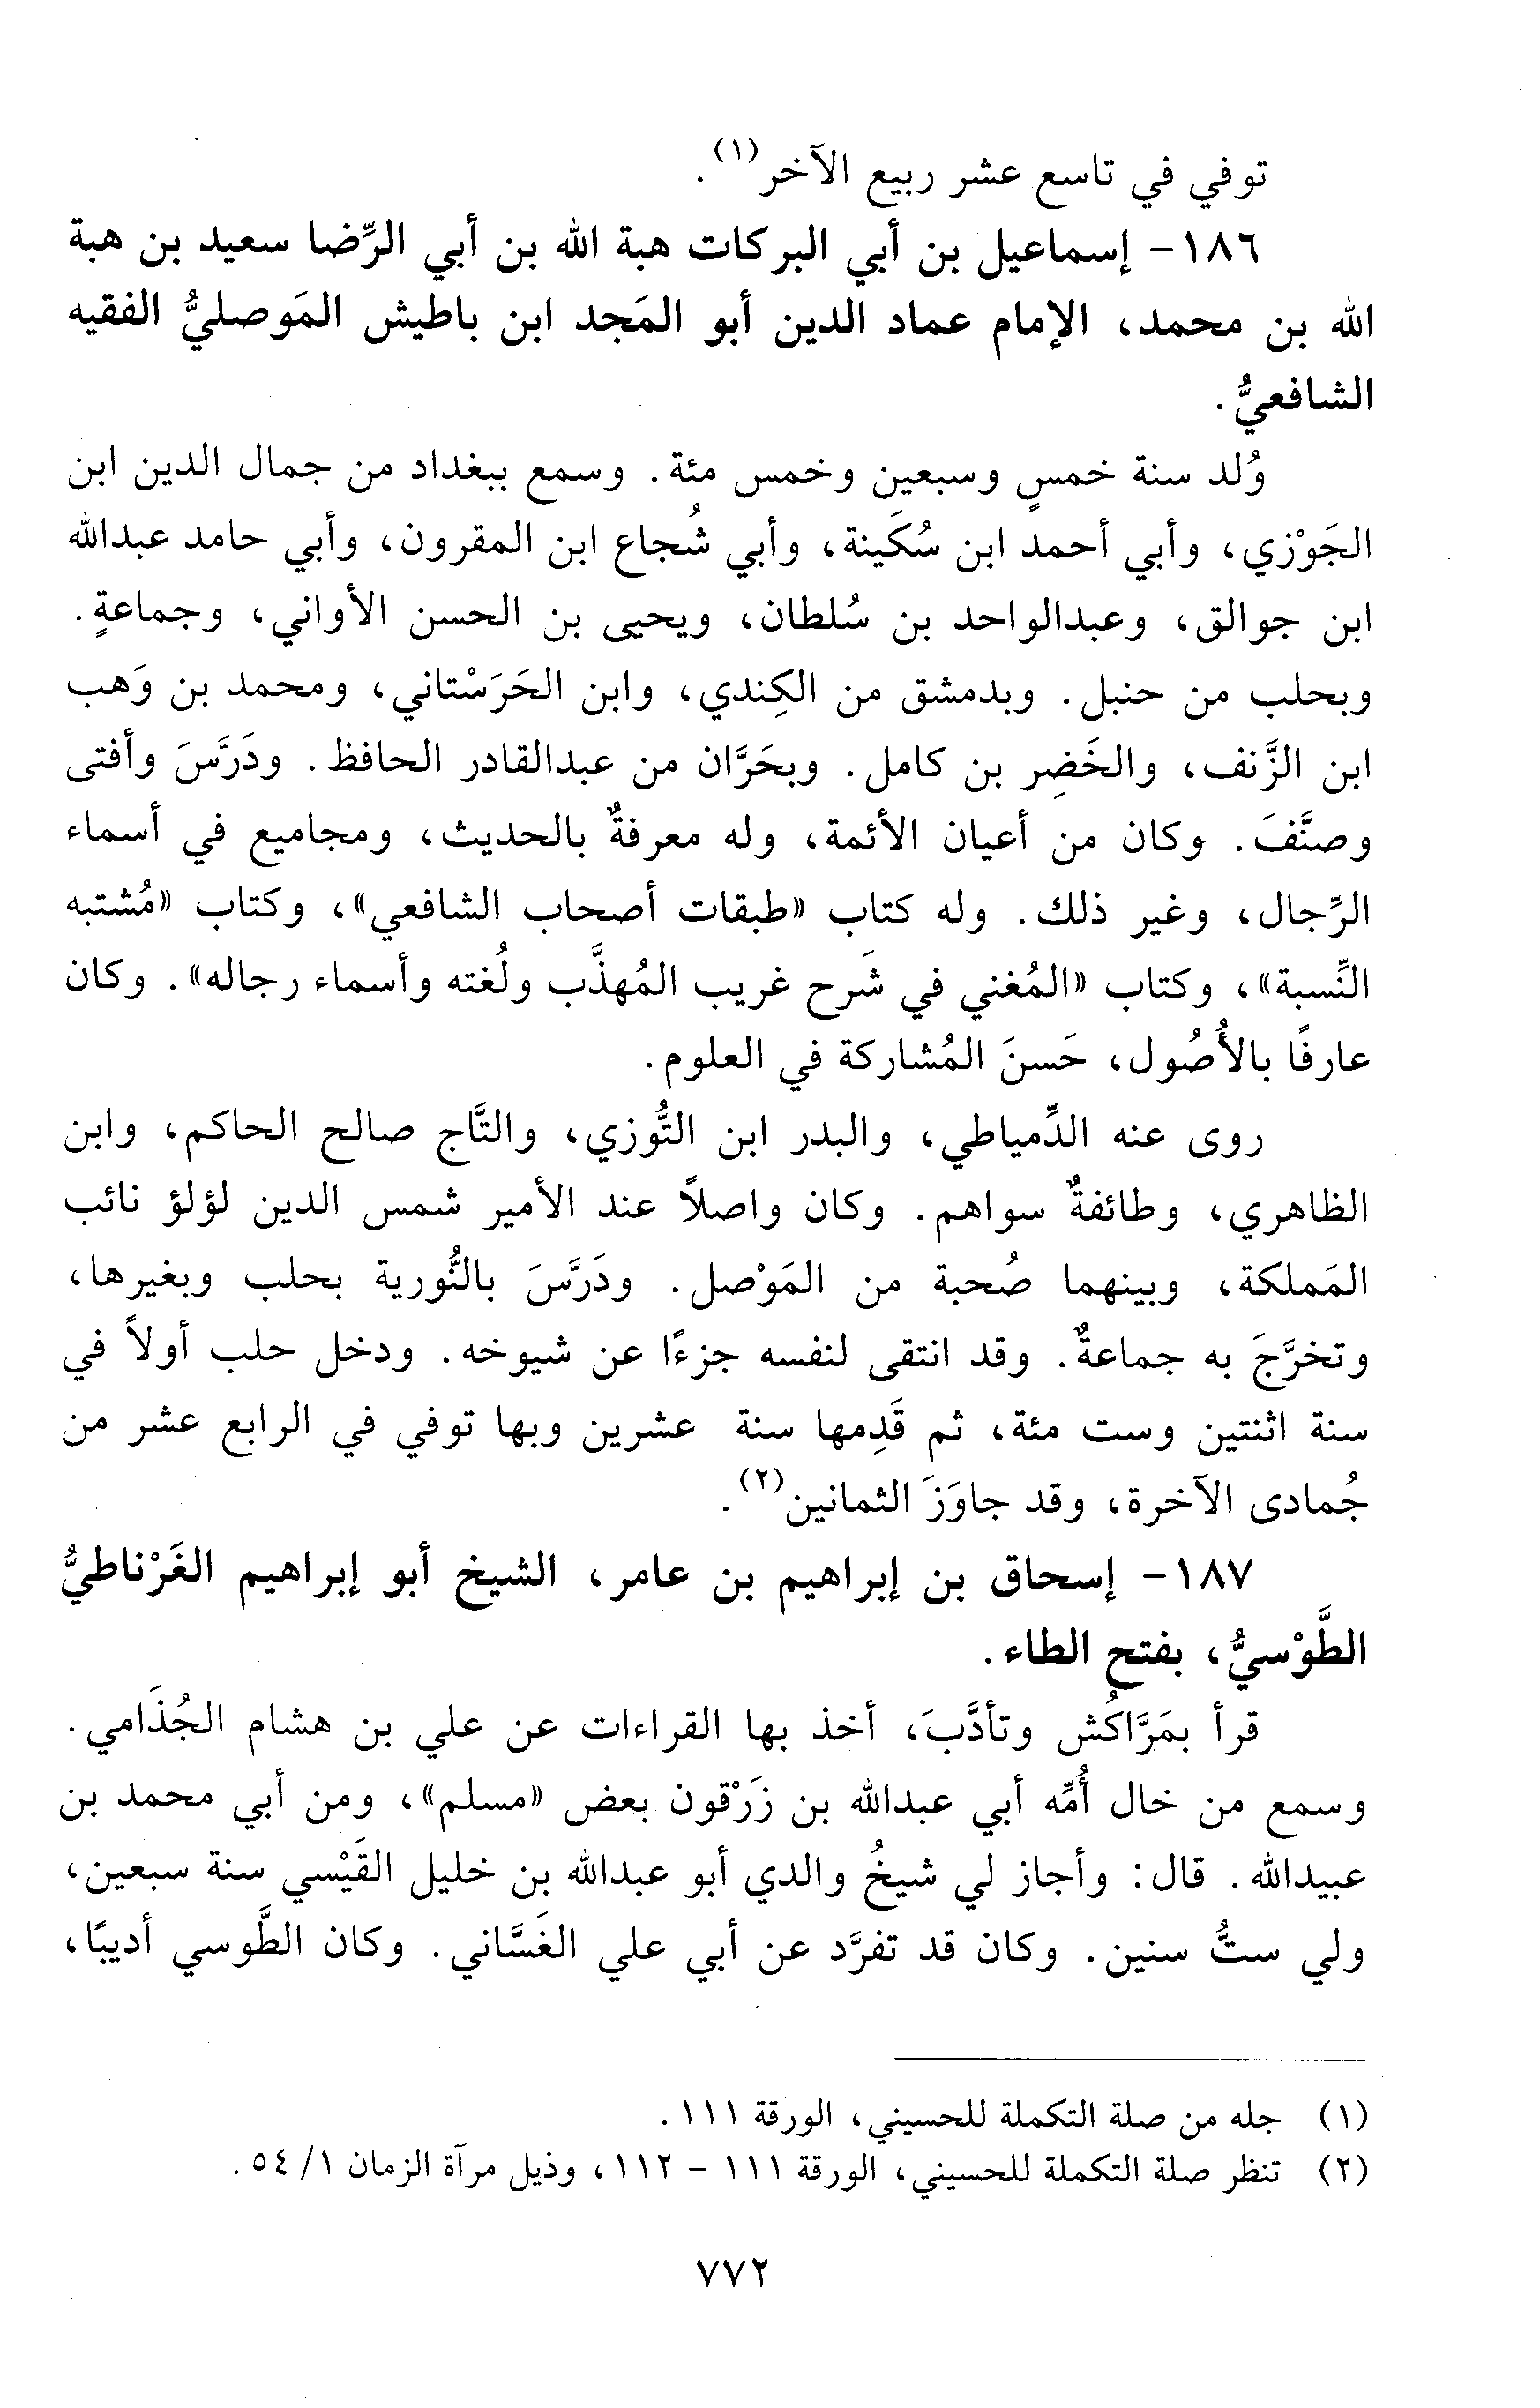 توفي في تاسع عشر ربيع الآخر(١).
١٨٦- إسماعيل بن أبي البركات هبة الله بن أبي الرِّضا سعيد بن هبة
الله بن محمد، الإمام عماد الدين أبو المَجد ابن باطيش المَوصليُّ الفقيه
الشافعيُّ.
وُلد سنة خمسٍ وسبعين وخمس مئة. وسمع ببغداد من جمال الدين ابن
الجَوْزي، وأبي أحمد ابن سُكَينة، وأبي شُجاع ابن المقرون، وأبي حامد عبدالله
ابن جوالق، وعبدالواحد بن سُلطان، ويحيى بن الحسن الأواني، وجماعةٍ.
وبحلب من حنبل. وبدمشق من الكِندي، وابن الحَرَسْتاني، ومحمد بن وَهب
ابن الزَّنف، والخَضِر بن كامل. وبحَرَّان من عبدالقادر الحافظ. ودَرَّسَ وأفتى
وصنَّفَ. وكان من أعيان الأئمة، وله معرفةٌ بالحديث، ومجاميع في أسماء
الرِّجال، وغير ذلك. وله كتاب «طبقات أصحاب الشافعي»، وكتاب «مُشتبه
النِّسبة»، وكتاب «المُغني في شَرح غريب المُهذَّب ولُغته وأسماء رجاله». وكان
عارفًا بالأُصُول، حَسنَ المُشاركة في العلوم.
روى عنه الدِّمياطي، والبدر ابن التُّوزي، والتَّاج صالح الحاكم، وابن
الظاهري، وطائفةٌ سواهم. وكان واصلاً عند الأمير شمس الدين لؤلؤ نائب
المَملكة، وبينهما صُحبة من المَوْصل. ودَرَّسَ بالنُّورية بحلب وبغيرها،
وتخرَّجَ به جماعةٌ. وقد انتقى لنفسه جزءًا عن شيوخه. ودخل حلب أولاً في
سنة اثنتين وست مئة، ثم قَدِمها سنة عشرين وبها توفي في الرابع عشر من
جُمادى الآخرة، وقد جاوَزَ الثمانين(٢).
١٨٧- إسحاق بن إبراهيم بن عامر، الشيخ أبو إبراهيم الغَرْناطيُّ
الطَّوْسيُّ، بفتح الطاء.
قرأ بمَرَّاكُش وتأدَّبَ، أخذ بها القراءات عن علي بن هشام الجُذَامي.
وسمع من خال أُمِّه أبي عبدالله بن زَرْقون بعض «مسلم»، ومن أبي محمد بن
عبيدالله. قال: وأجاز لي شيخُ والدي أبو عبدالله بن خليل القَيْسي سنة سبعين،
ولي ستُّ سنين. وكان قد تفرَّد عن أبي علي الغَسَّاني. وكان الطَّوسي أديبًا،
(١) جله من صلة التكملة للحسيني، الورقة ١١١.
(٢) تنظر صلة التكملة للحسيني، الورقة ١١١ - ١١٢، وذيل مرآة الزمان ١/ ٥٤.
٧٧٢